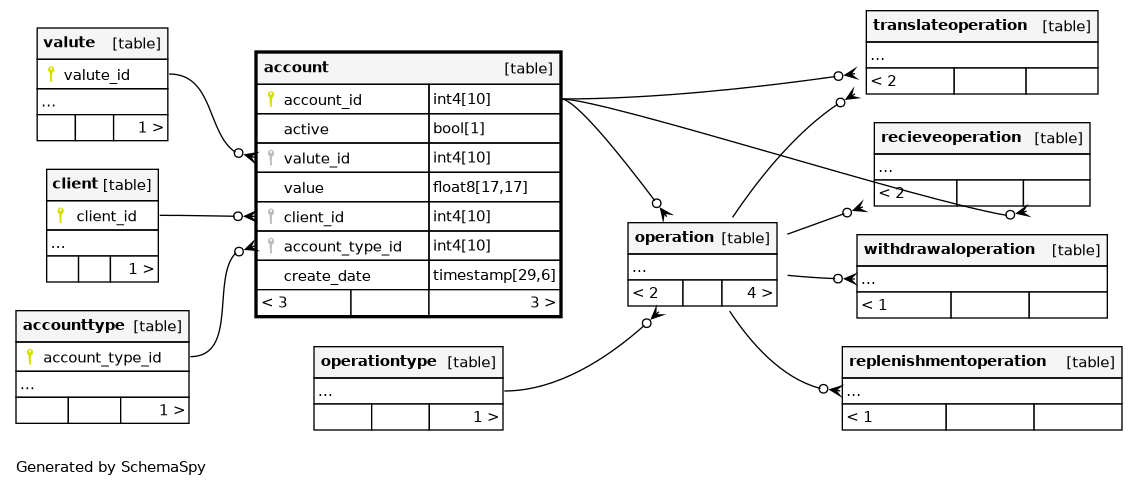 valute [table]
valute_id
...
1 >
client [table]
client_id
...
1 >
accounttype [table]
account_type_id
...
1 >
account [table]
account_id int4[10]
active bool[1]
valute_id int4[10]
value float8[17,17]
client_id int4[10]
account_type_id int4[10]
create_date timestamp[29,6]
< 3 3 >
operationtype [table]
...
1 >
operation [table]
...
< 2 4 >
translateoperation [table]
...
< 2
recieveoperation [table]
...
< 2
withdrawaloperation [table]
...
< 1
replenishmentoperation [table]
...
< 1
Generated by SchemaSpy